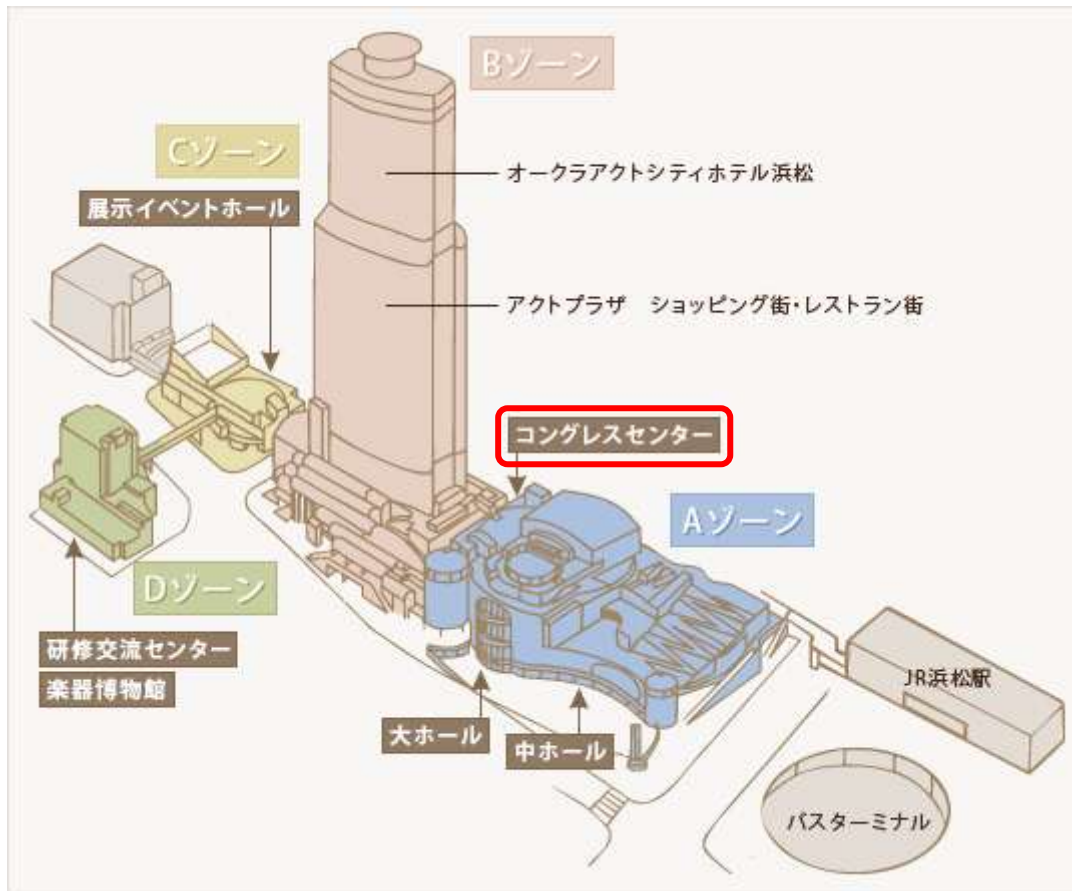 Bゾーン
Cゾーン
オークラアクトシティホテル浜松
展示イベントホール
アクトプラザ　ショッピング街・レストラン街
コングレスセンター
Aゾーン
Dゾーン
研修交流センター
楽器博物館
JR浜松駅
大ホール
中ホール
バスターミナル